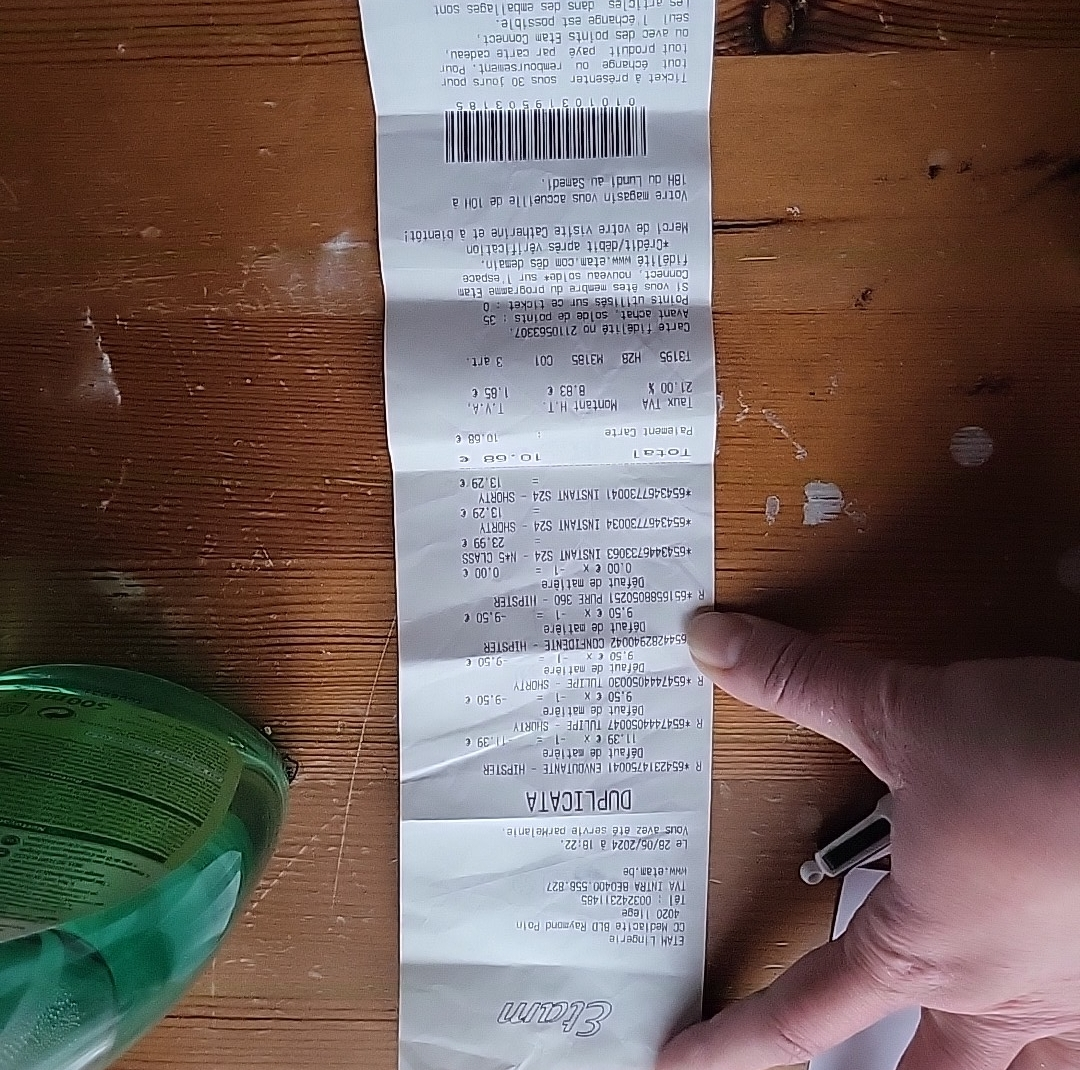 Etam
ETAM Lingerie
CC Mediacite BLD Raymond Poin
4020 liege
Tél : 003242311485
TVA INTRA BE0400.556.827
www.etam.be
Le 28/06/2024 à 18:22.
Vous avez été servie parMelanie.
DUPLICATA
R *6542314750041 ENVOUTANTE - HIPSTER
Défaut de matière
11.39 € x -1 = -11.39 €
R *6547444050047 TULIPE - SHORTY
Défaut de matière
9.50 € x -1 = -9.50 €
R *6547444050030 TULIPE - SHORTY
Défaut de matière
9.50 € x -1 = -9.50 €
6544282940042 CONFIDENTE - HIPSTER
Défaut de matière
9.50 € x -1 = -9.50 €
R *6516588050251 PURE 360 - HIPSTER
Défaut de matière
0.00 € x -1 = 0.00 €
*6543446733063 INSTANT S24 - N*5 CLASS
= 23.99 €
*6543467730034 INSTANT S24 - SHORTY
= 13.29 €
*6543467730041 INSTANT S24 - SHORTY
= 13.29 €
Total 10.68 €
Paiement Carte : 10.68 €
Taux TVA Montant H.T. T.V.A.
21.00 % 8.83 € 1.85 €
T3195 H28 M3185 C01 3 art.
Carte fidélité no 2110563307.
Avant achat, solde de points : 35
Points utilisés sur ce ticket : 0
Si vous êtes membre du programme Etam
Connect, nouveau solde* sur l'espace
fidélité www.etam.com dès demain.
*Crédit/débit après vérification
Merci de votre visite Catherine et à bientôt!
Votre magasin vous accueille de 10H à
18H du Lundi au Samedi.
01010319503185
Ticket à présenter sous 30 jours pour
tout échange ou remboursement. Pour
tout produit payé par carte cadeau,
ou avec des points Etam Connect,
seul l'échange est possible.
Les articles dans des emballages sont